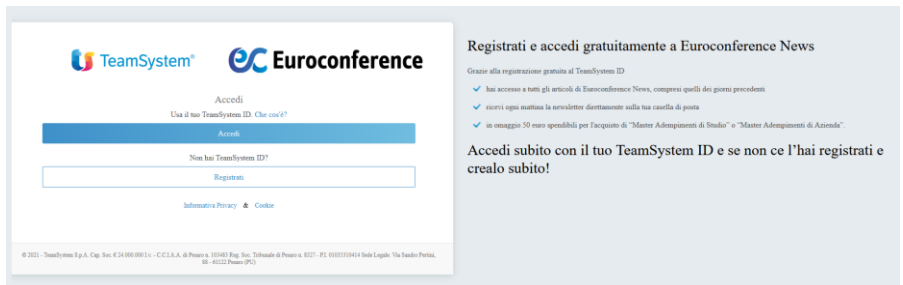 TeamSystem®
Euroconference
Accedi
Usa il tuo TeamSystem ID. Che cos'è?
Accedi
Non hai TeamSystem ID?
Registrati
Informativa Privacy & Cookie
© 2021 - TeamSystem S.p.A. Cap. Soc. € 24.000.000 I.v. - C.C.I.A.A. di Pesaro n. 103483 Reg. Soc. Tribunale di Pesaro n. 8327 - P.I. 01035310414 Sede Legale: Via Sandro Pertini,
88 - 61122 Pesaro (PU)
Registrati e accedi gratuitamente a Euroconference News
Grazie alla registrazione gratuita al TeamSystem ID
hai accesso a tutti gli articoli di Euroconference News, compresi quelli dei giorni precedenti
ricevi ogni mattina la newsletter direttamente sulla tua casella di posta
in omaggio 50 euro spendibili per l'acquisto di "Master Adempimenti di Studio" o "Master Adempimenti di Azienda".
Accedi subito con il tuo TeamSystem ID e se non ce l'hai registrati e
crealo subito!